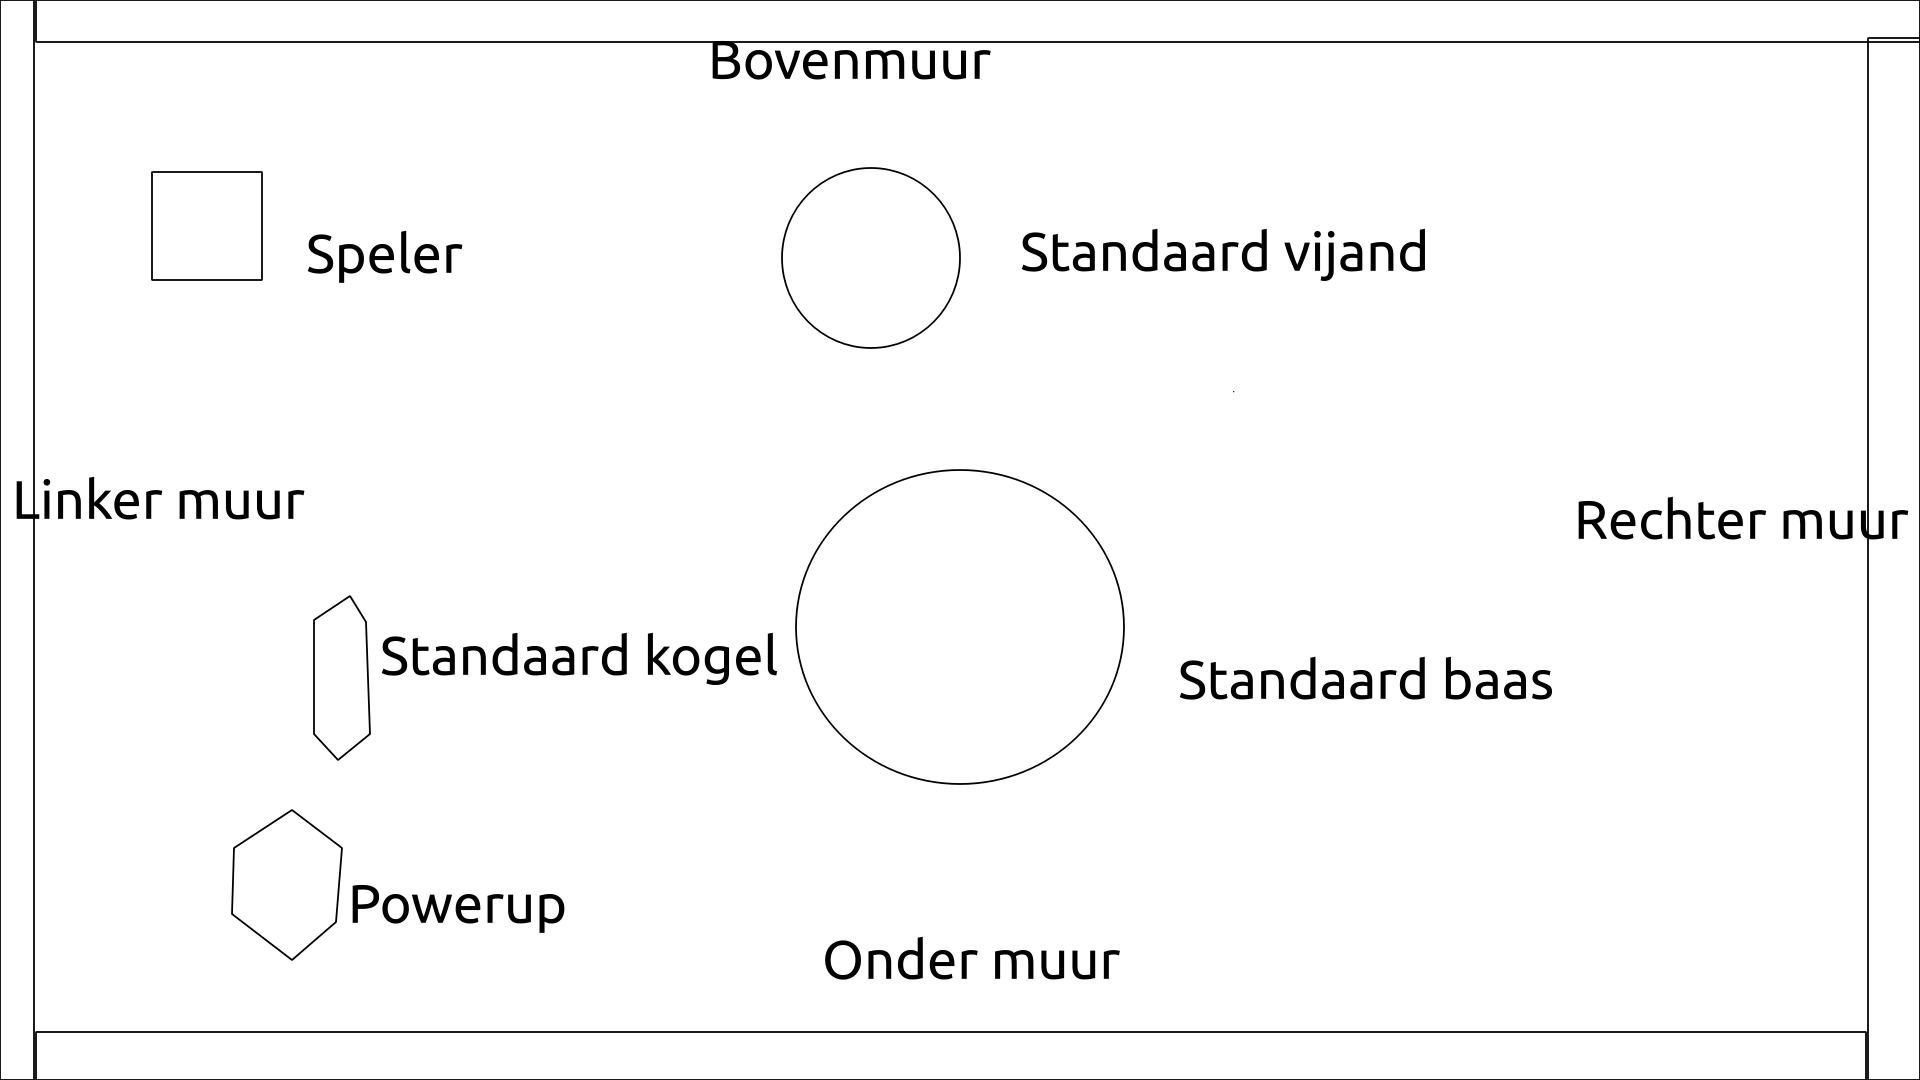 Bovenmuur
Speler
Standaard vijand
Linker muur
Rechter muur
Standaard kogel
Standaard baas
Powerup
Onder muur